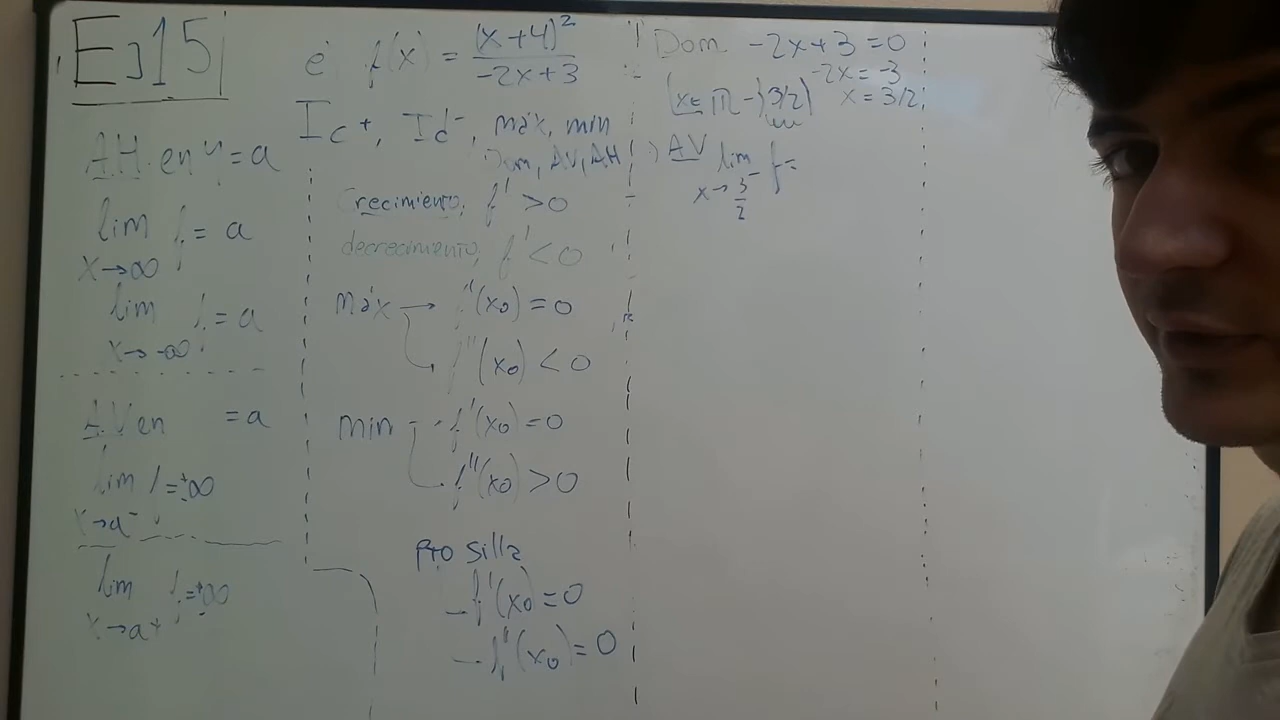 Ej 15
e f(x) = (x+4)² / -2x+3
Ic⁺, Id⁻, máx, min
Dom, AV, AH
A.H. en y = a
lim f = a
x→∞
lim f = a
x→-∞
A.V en = a
lim f = ±∞
x→a⁻
lim f = ±∞
x→a⁺
Crecimiento, f' > 0
decrecimiento, f' < 0
máx → f'(x₀) = 0
f''(x₀) < 0
min → f'(x₀) = 0
f''(x₀) > 0
pto silla
- f'(x₀) = 0
- f''(x₀) = 0
Dom. -2x+3 = 0
-2x = -3
(x ∈ ℝ - {3/2}) x = 3/2
AV lim f =
x→ 3⁻/2